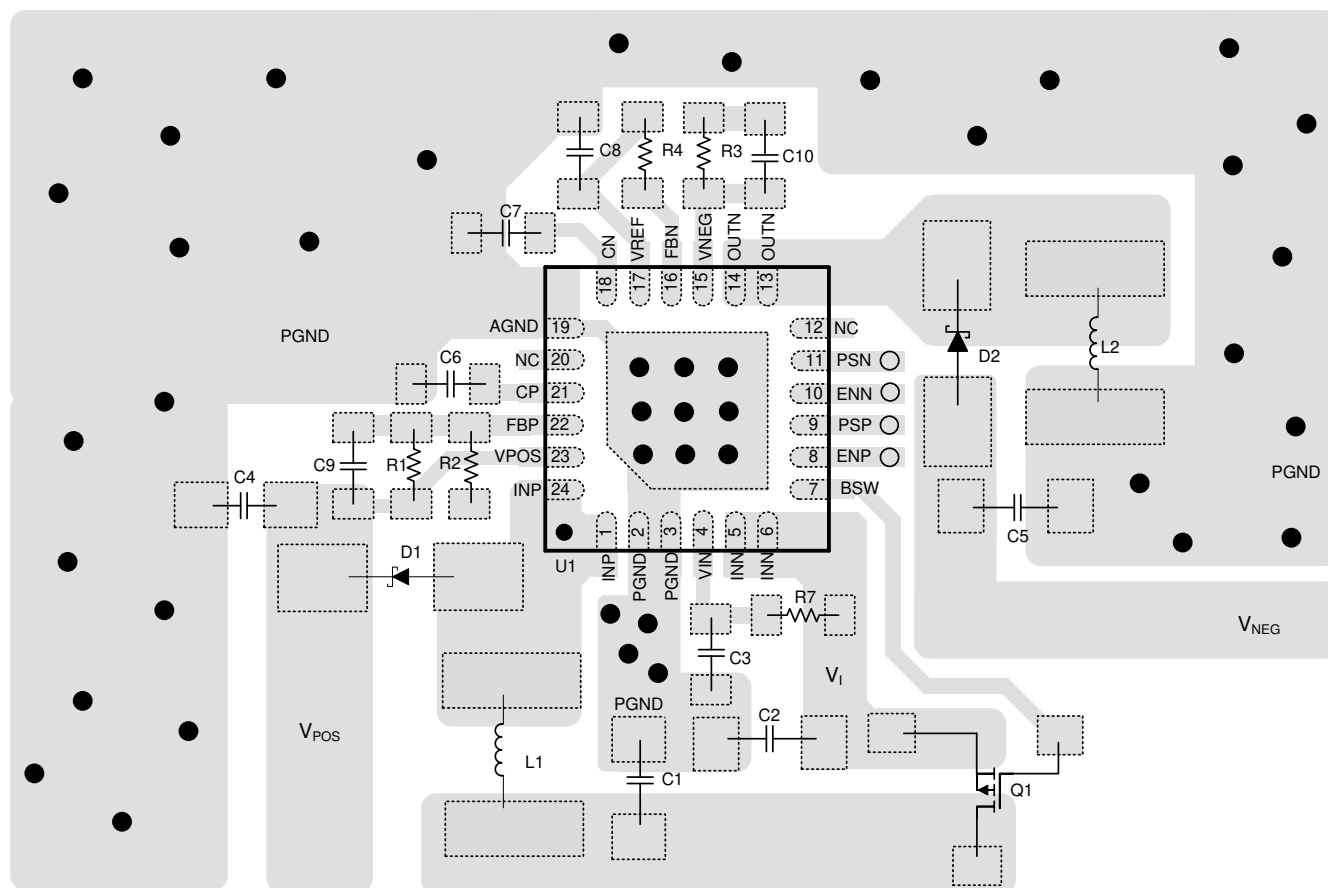 C8
R4
R3
C10
C7
CN
VREF
FBN
VNEG
OUTN
OUTN
18
17
16
15
14
13
PGND
AGND
19
12
NC
D2
L2
NC
20
11
PSN
C6
CP
21
10
ENN
FBP
22
9
PSP
C9
R1
R2
VPOS
23
8
ENP
PGND
C4
INP
24
7
BSW
C5
1
2
3
4
5
6
D1
U1
INP
PGND
PGND
VIN
INN
INN
R7
VNEG
C3
VI
PGND
VPOS
C2
L1
C1
Q1